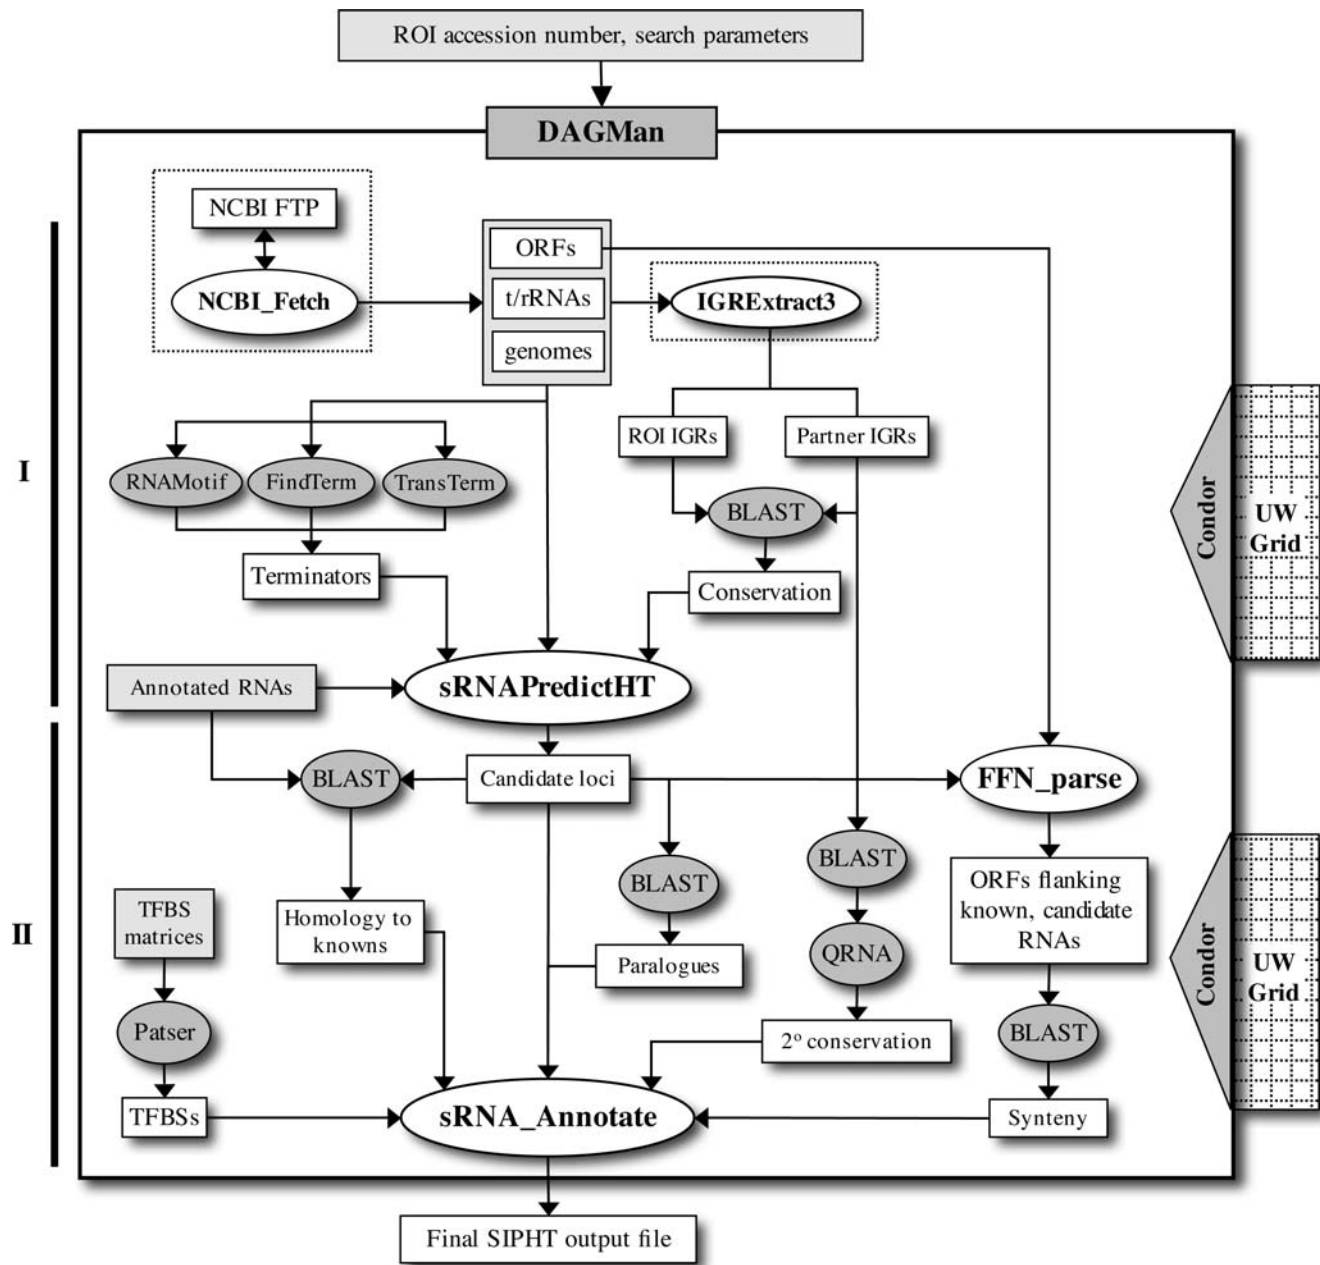 ROI accession number, search parameters
DAGMan
NCBI FTP
NCBI_Fetch
ORFs
t/rRNAs
genomes
IGRExtract3
ROI IGRs
Partner IGRs
I
RNAMotif
FindTerm
TransTerm
BLAST
Terminators
Conservation
Condor
UW
Grid
Annotated RNAs
sRNAPredictHT
BLAST
Candidate loci
FFN_parse
BLAST
BLAST
ORFs flanking
known, candidate
RNAs
II
TFBS
matrices
Homology to
knowns
Paralogues
QRNA
Condor
UW
Grid
Patser
2º conservation
BLAST
TFBSs
sRNA_Annotate
Synteny
Final SIPHT output file